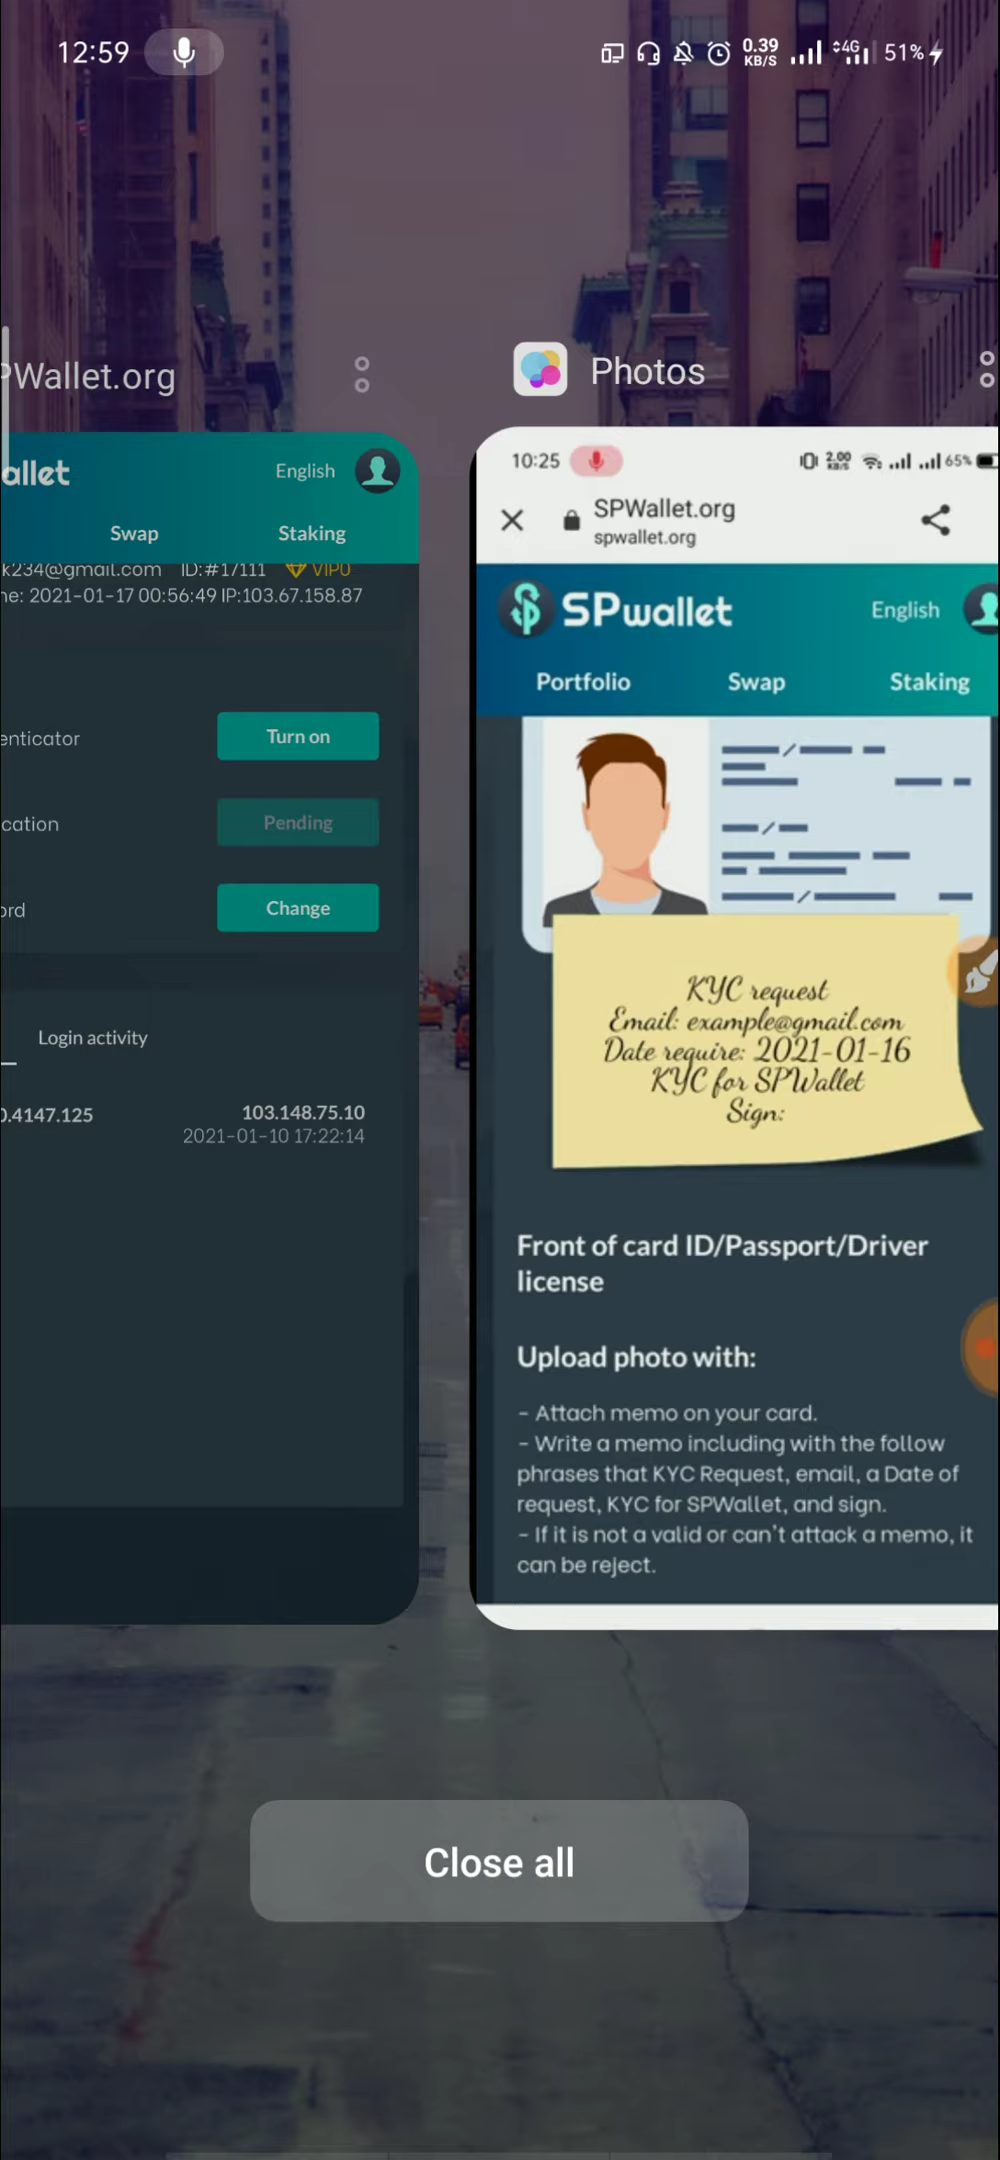 12:59
0.39
KB/S
4G
51%
Wallet.org
Photos
allet
English
Swap
Staking
k234@gmail.com ID:#17111 VIP0
ne: 2021-01-17 00:56:49 IP:103.67.158.87
enticator
Turn on
cation
Pending
ord
Change
Login activity
0.4147.125
103.148.75.10
2021-01-10 17:22:14
10:25
2.00
KB/S
65%
SPWallet.org
spwallet.org
SPwallet
English
Portfolio
Swap
Staking
KYC request
Email: example@gmail.com
Date require: 2021-01-16
KYC for SPWallet
Sign:
Front of card ID/Passport/Driver
license
Upload photo with:
- Attach memo on your card.
- Write a memo including with the follow
phrases that KYC Request, email, a Date of
request, KYC for SPWallet, and sign.
- If it is not a valid or can't attack a memo, it
can be reject.
Close all